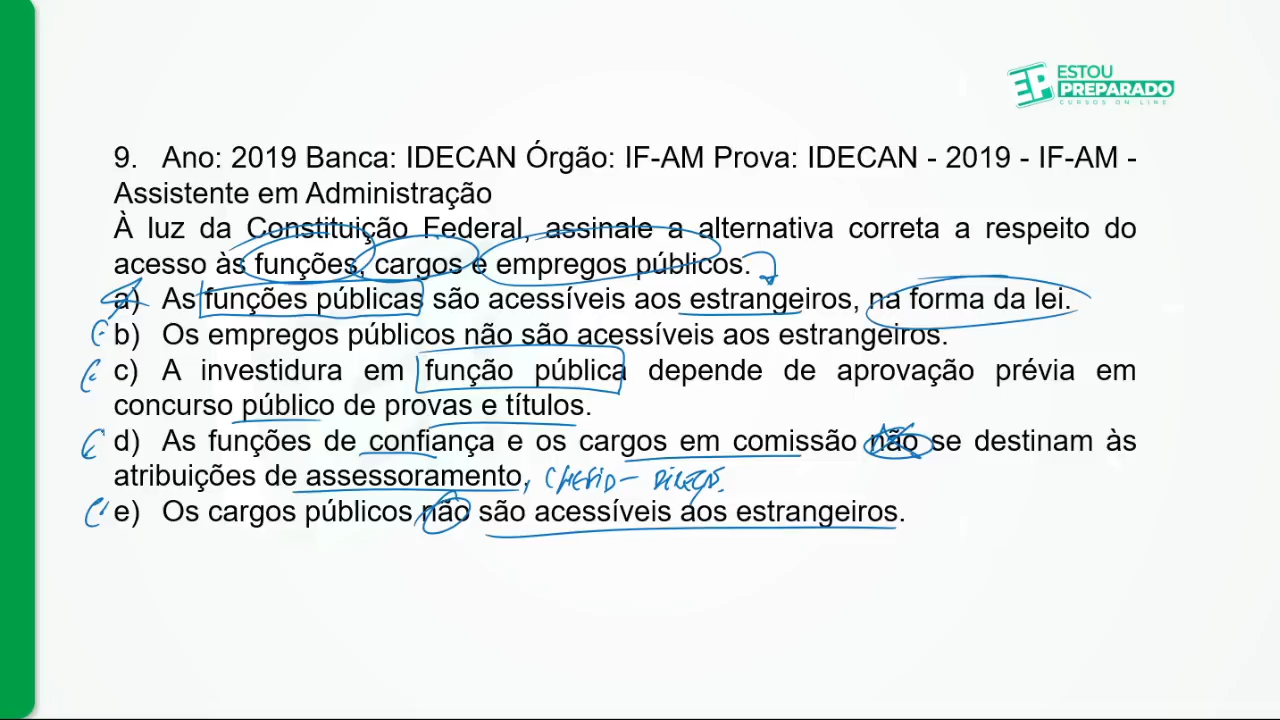 EP ESTOU
PREPARADO
CURSOS ON LINE
9. Ano: 2019 Banca: IDECAN Órgão: IF-AM Prova: IDECAN - 2019 - IF-AM -
Assistente em Administração
À luz da Constituição Federal, assinale a alternativa correta a respeito do
acesso às funções, cargos e empregos públicos.
a) As funções públicas são acessíveis aos estrangeiros, na forma da lei.
b) Os empregos públicos não são acessíveis aos estrangeiros.
c) A investidura em função pública depende de aprovação prévia em
concurso público de provas e títulos.
d) As funções de confiança e os cargos em comissão não se destinam às
atribuições de assessoramento,
e) Os cargos públicos não são acessíveis aos estrangeiros.